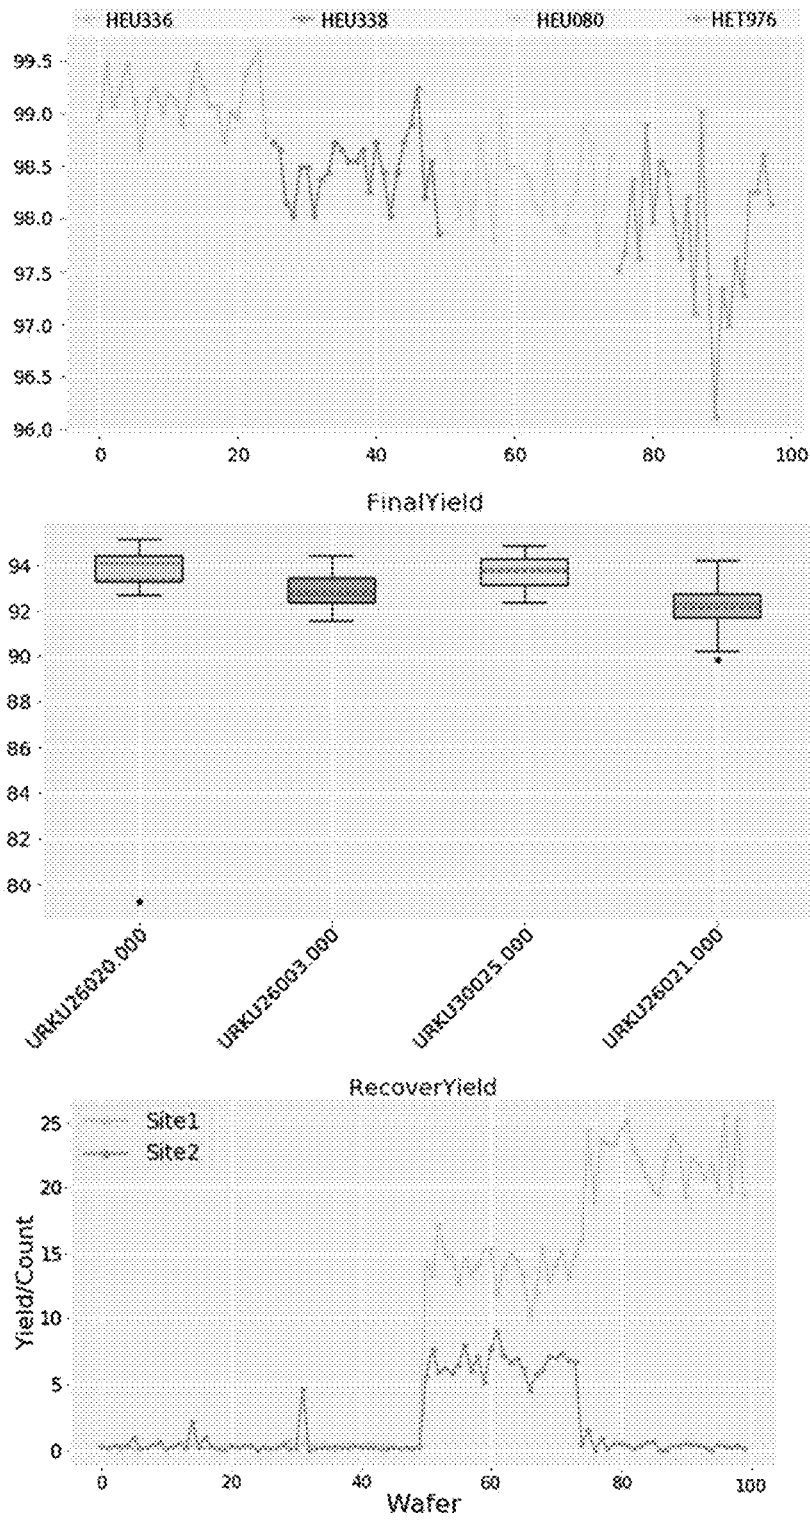 HEU336 HEU338 HEU080 HET976
99.5
99.0
98.5
98.0
97.5
97.0
96.5
96.0
0 20 40 60 80 100
FinalYield
94
92
90
88
86
84
82
80
URKU26020.000 URKU26003.000 URKU30025.000 URKU26021.000
RecoverYield
Site1
Site2
25
20
15
10
5
0
Yield/Count
0 20 40 60 80 100
Wafer